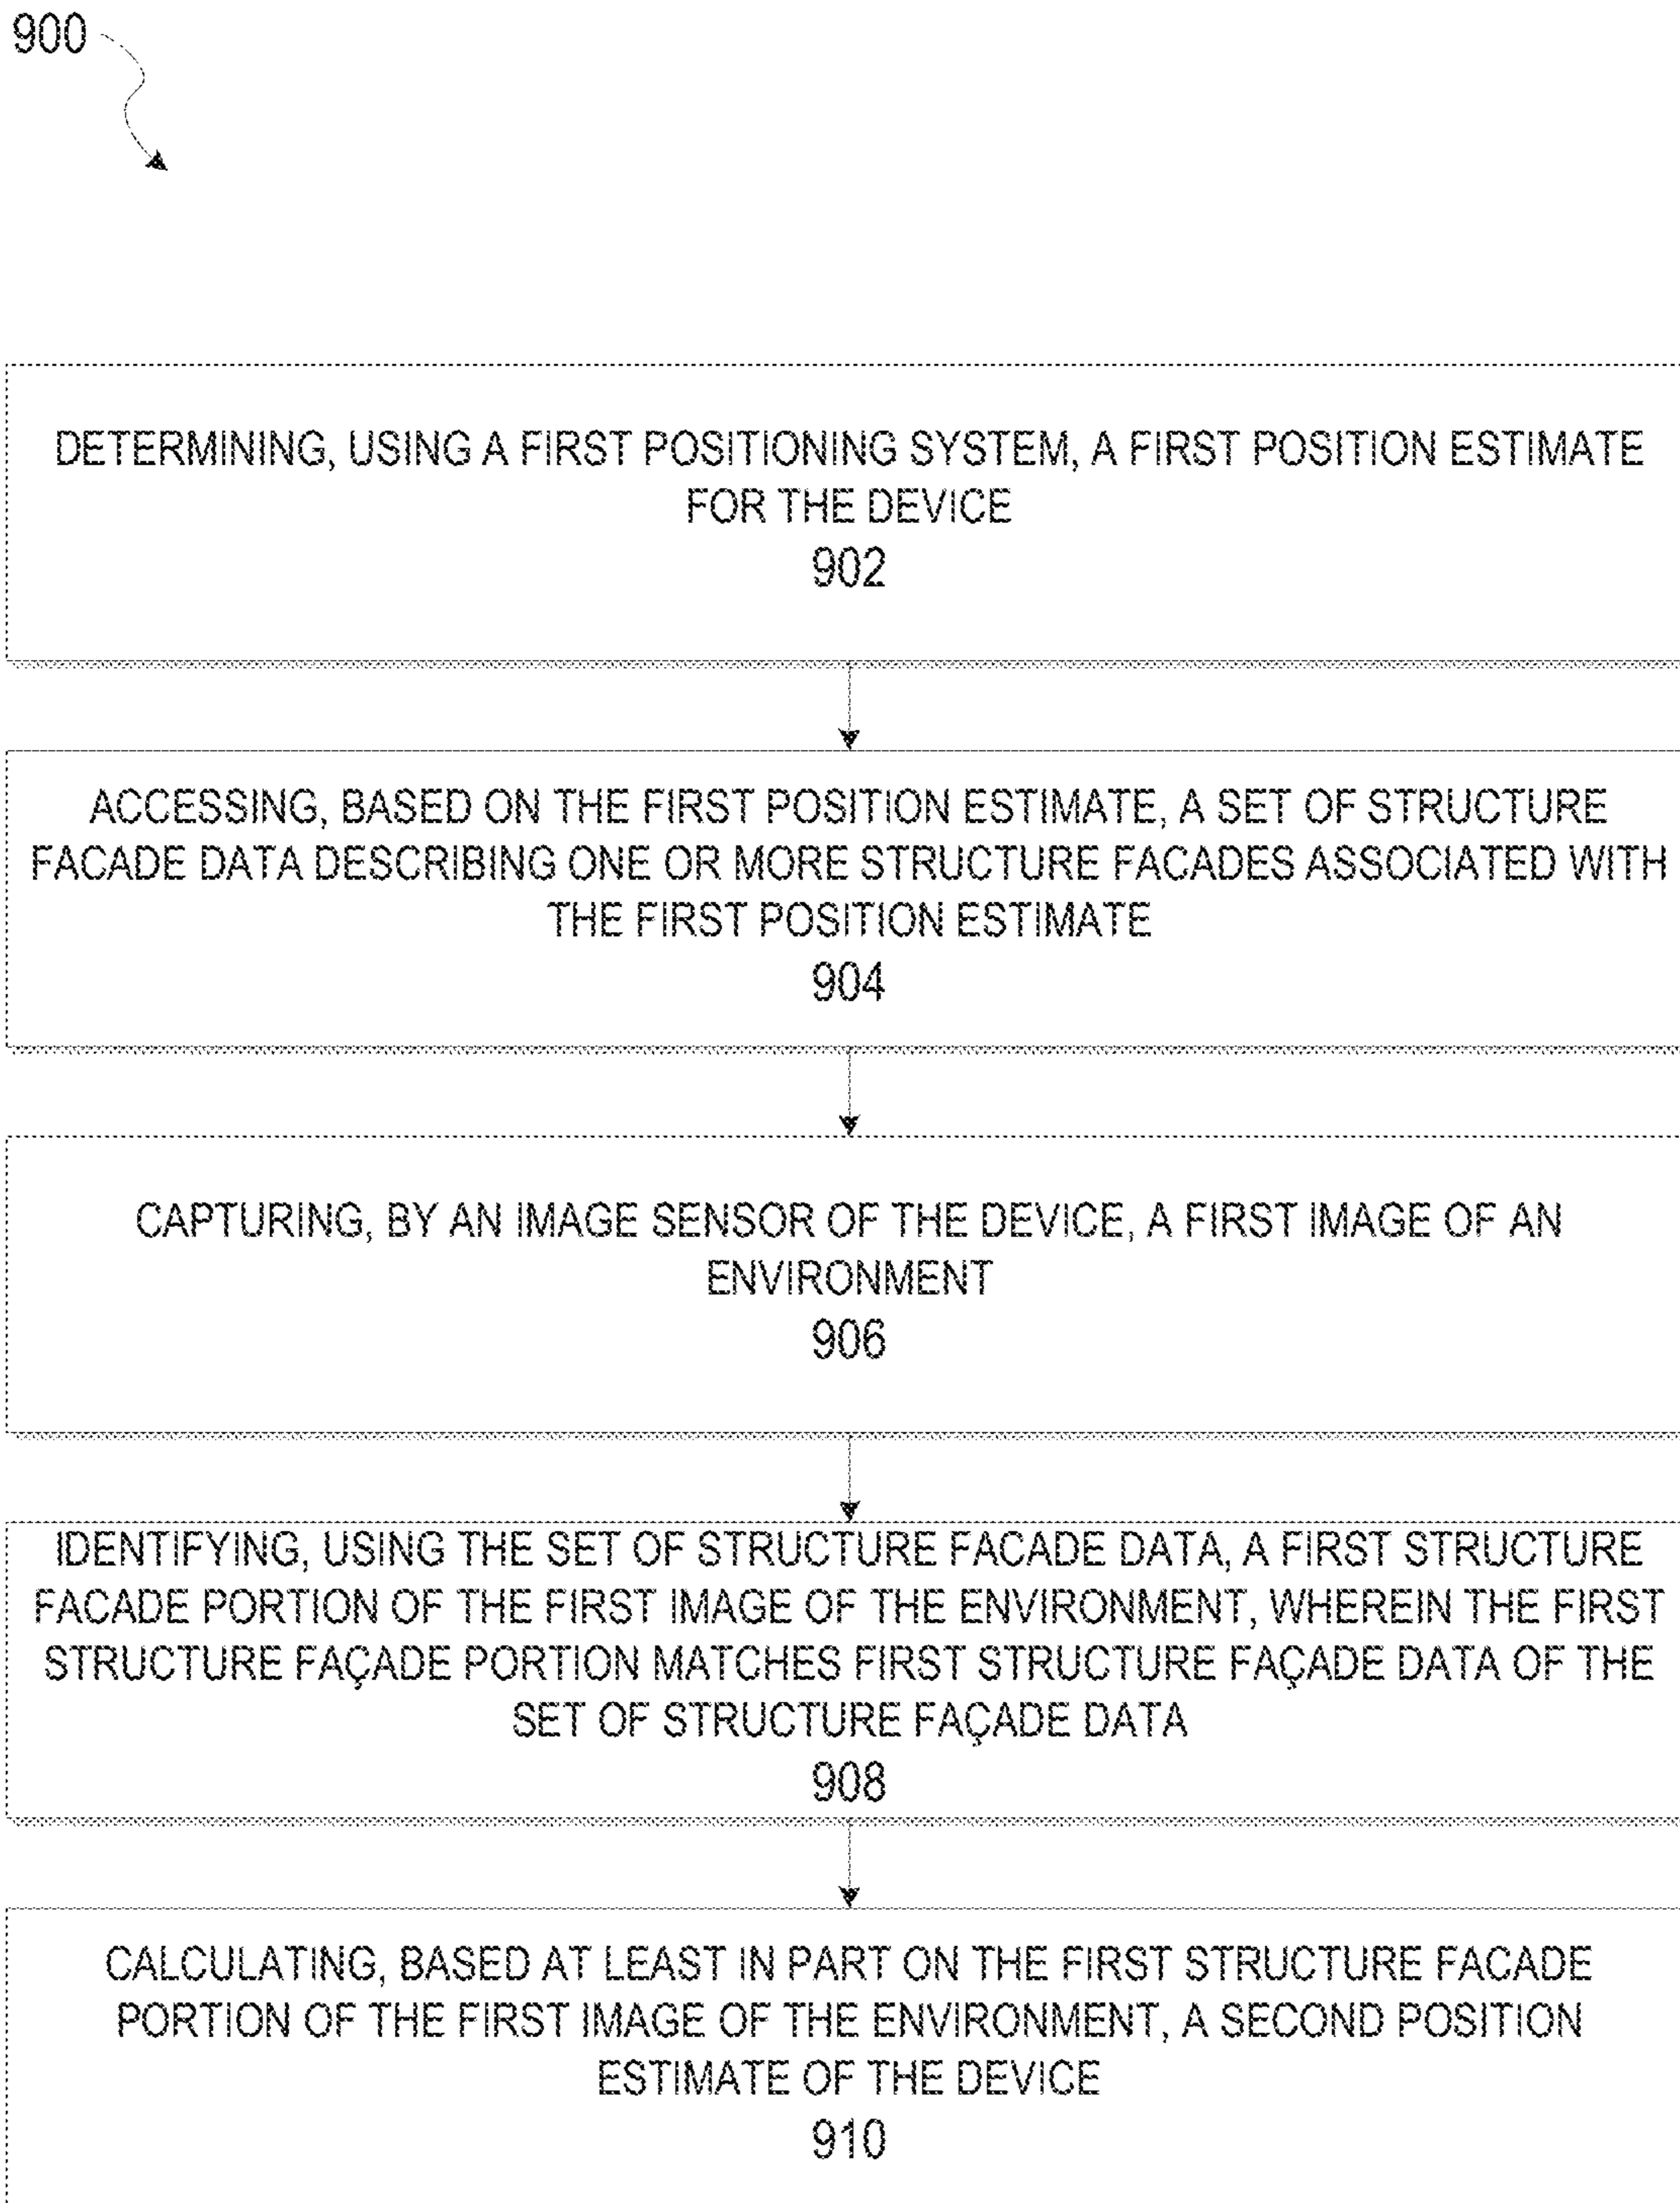 900
DETERMINING, USING A FIRST POSITIONING SYSTEM, A FIRST POSITION ESTIMATE
FOR THE DEVICE
902
ACCESSING, BASED ON THE FIRST POSITION ESTIMATE, A SET OF STRUCTURE
FACADE DATA DESCRIBING ONE OR MORE STRUCTURE FACADES ASSOCIATED WITH
THE FIRST POSITION ESTIMATE
904
CAPTURING, BY AN IMAGE SENSOR OF THE DEVICE, A FIRST IMAGE OF AN
ENVIRONMENT
906
IDENTIFYING, USING THE SET OF STRUCTURE FACADE DATA, A FIRST STRUCTURE
FACADE PORTION OF THE FIRST IMAGE OF THE ENVIRONMENT, WHEREIN THE FIRST
STRUCTURE FAÇADE PORTION MATCHES FIRST STRUCTURE FAÇADE DATA OF THE
SET OF STRUCTURE FAÇADE DATA
908
CALCULATING, BASED AT LEAST IN PART ON THE FIRST STRUCTURE FACADE
PORTION OF THE FIRST IMAGE OF THE ENVIRONMENT, A SECOND POSITION
ESTIMATE OF THE DEVICE
910